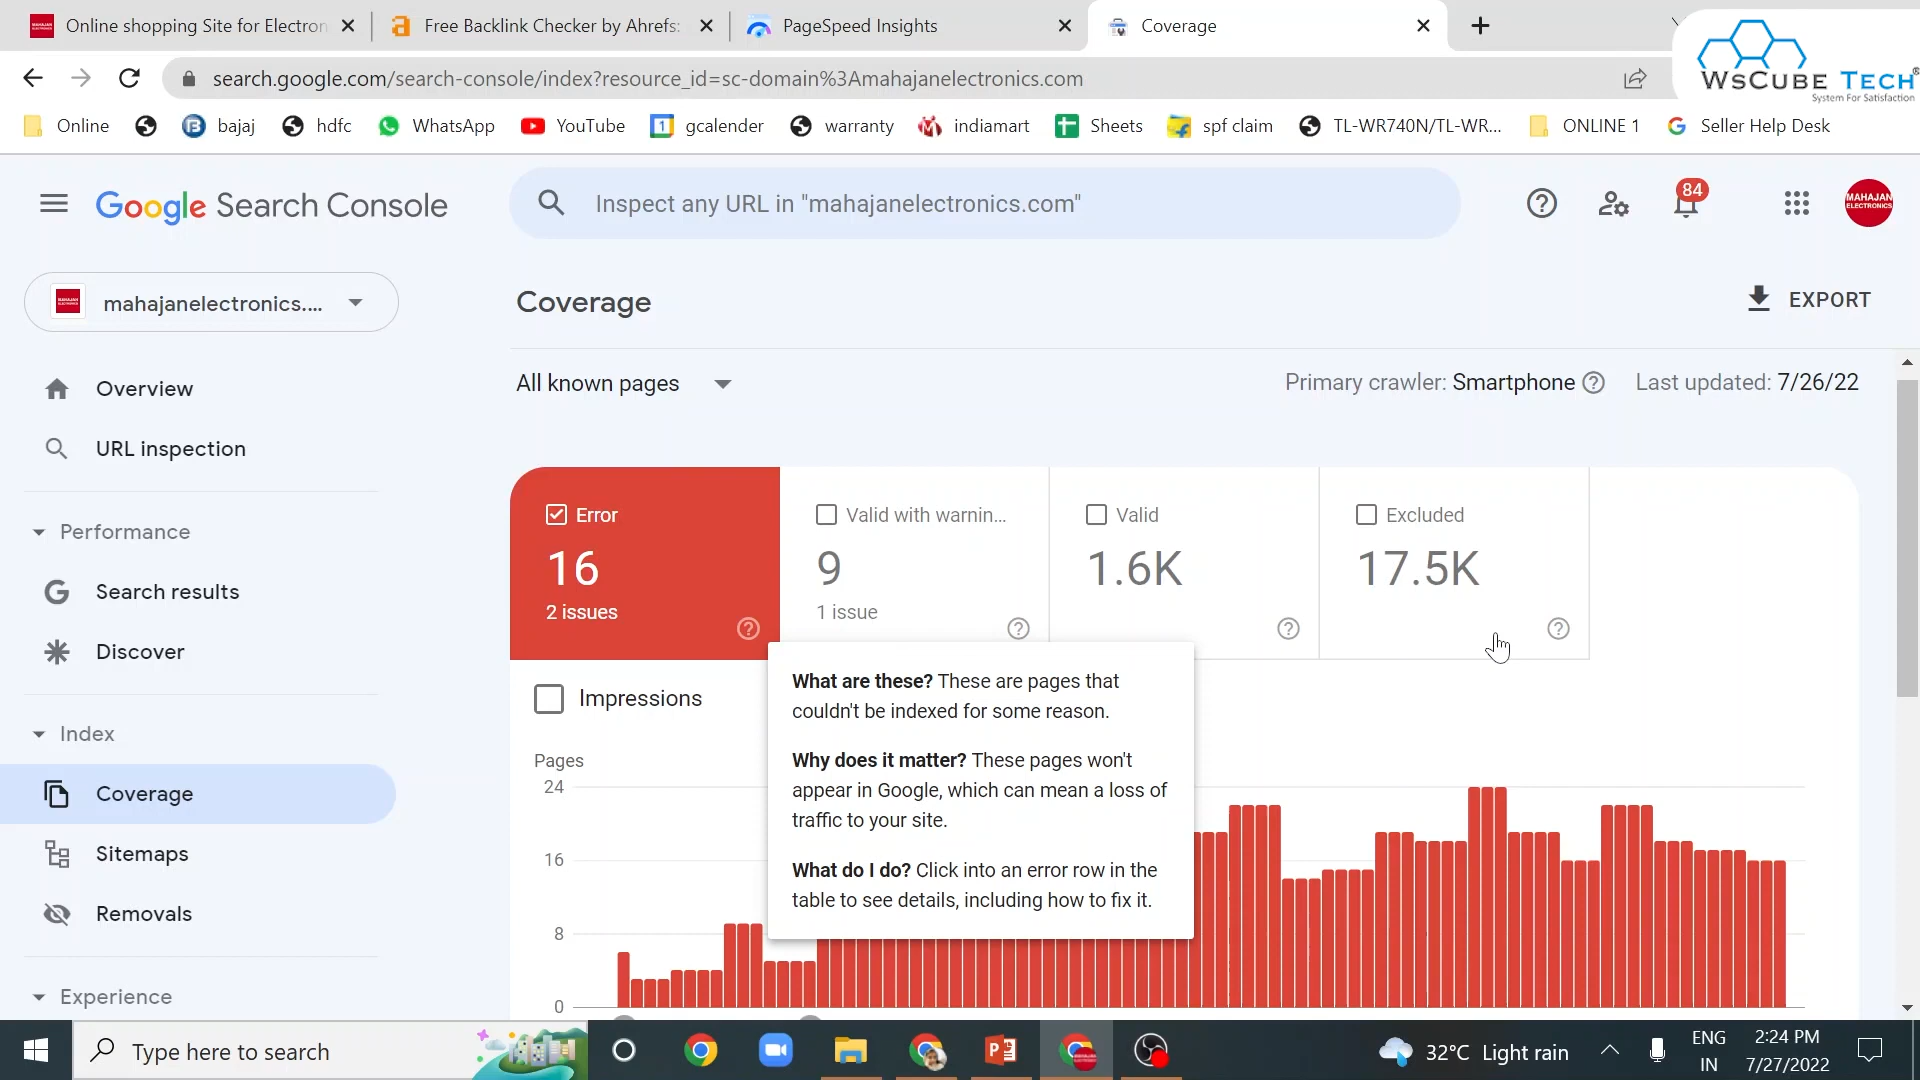 Online shopping Site for Electron
Free Backlink Checker by Ahrefs:
PageSpeed Insights
Coverage
WsCube Tech®
System For Satisfaction
search.google.com/search-console/index?resource_id=sc-domain%3Amahajanelectronics.com
Online
bajaj
hdfc
WhatsApp
YouTube
1
gcalender
warranty
indiamart
Sheets
spf claim
TL-WR740N/TL-WR...
ONLINE 1
Seller Help Desk
Google Search Console
Inspect any URL in "mahajanelectronics.com"
84
MAHAJAN
ELECTRONICS
mahajanelectronics....
Coverage
EXPORT
Overview
URL inspection
Performance
Search results
Discover
Index
Coverage
Sitemaps
Removals
Experience
All known pages
Primary crawler: Smartphone
Last updated: 7/26/22
Error
16
2 issues
Valid with warnin...
9
1 issue
Valid
1.6K
Excluded
17.5K
Impressions
What are these? These are pages that
couldn't be indexed for some reason.
Why does it matter? These pages won't
appear in Google, which can mean a loss of
traffic to your site.
What do I do? Click into an error row in the
table to see details, including how to fix it.
Pages
24
16
8
0
Type here to search
32°C Light rain
ENG
IN
2:24 PM
7/27/2022